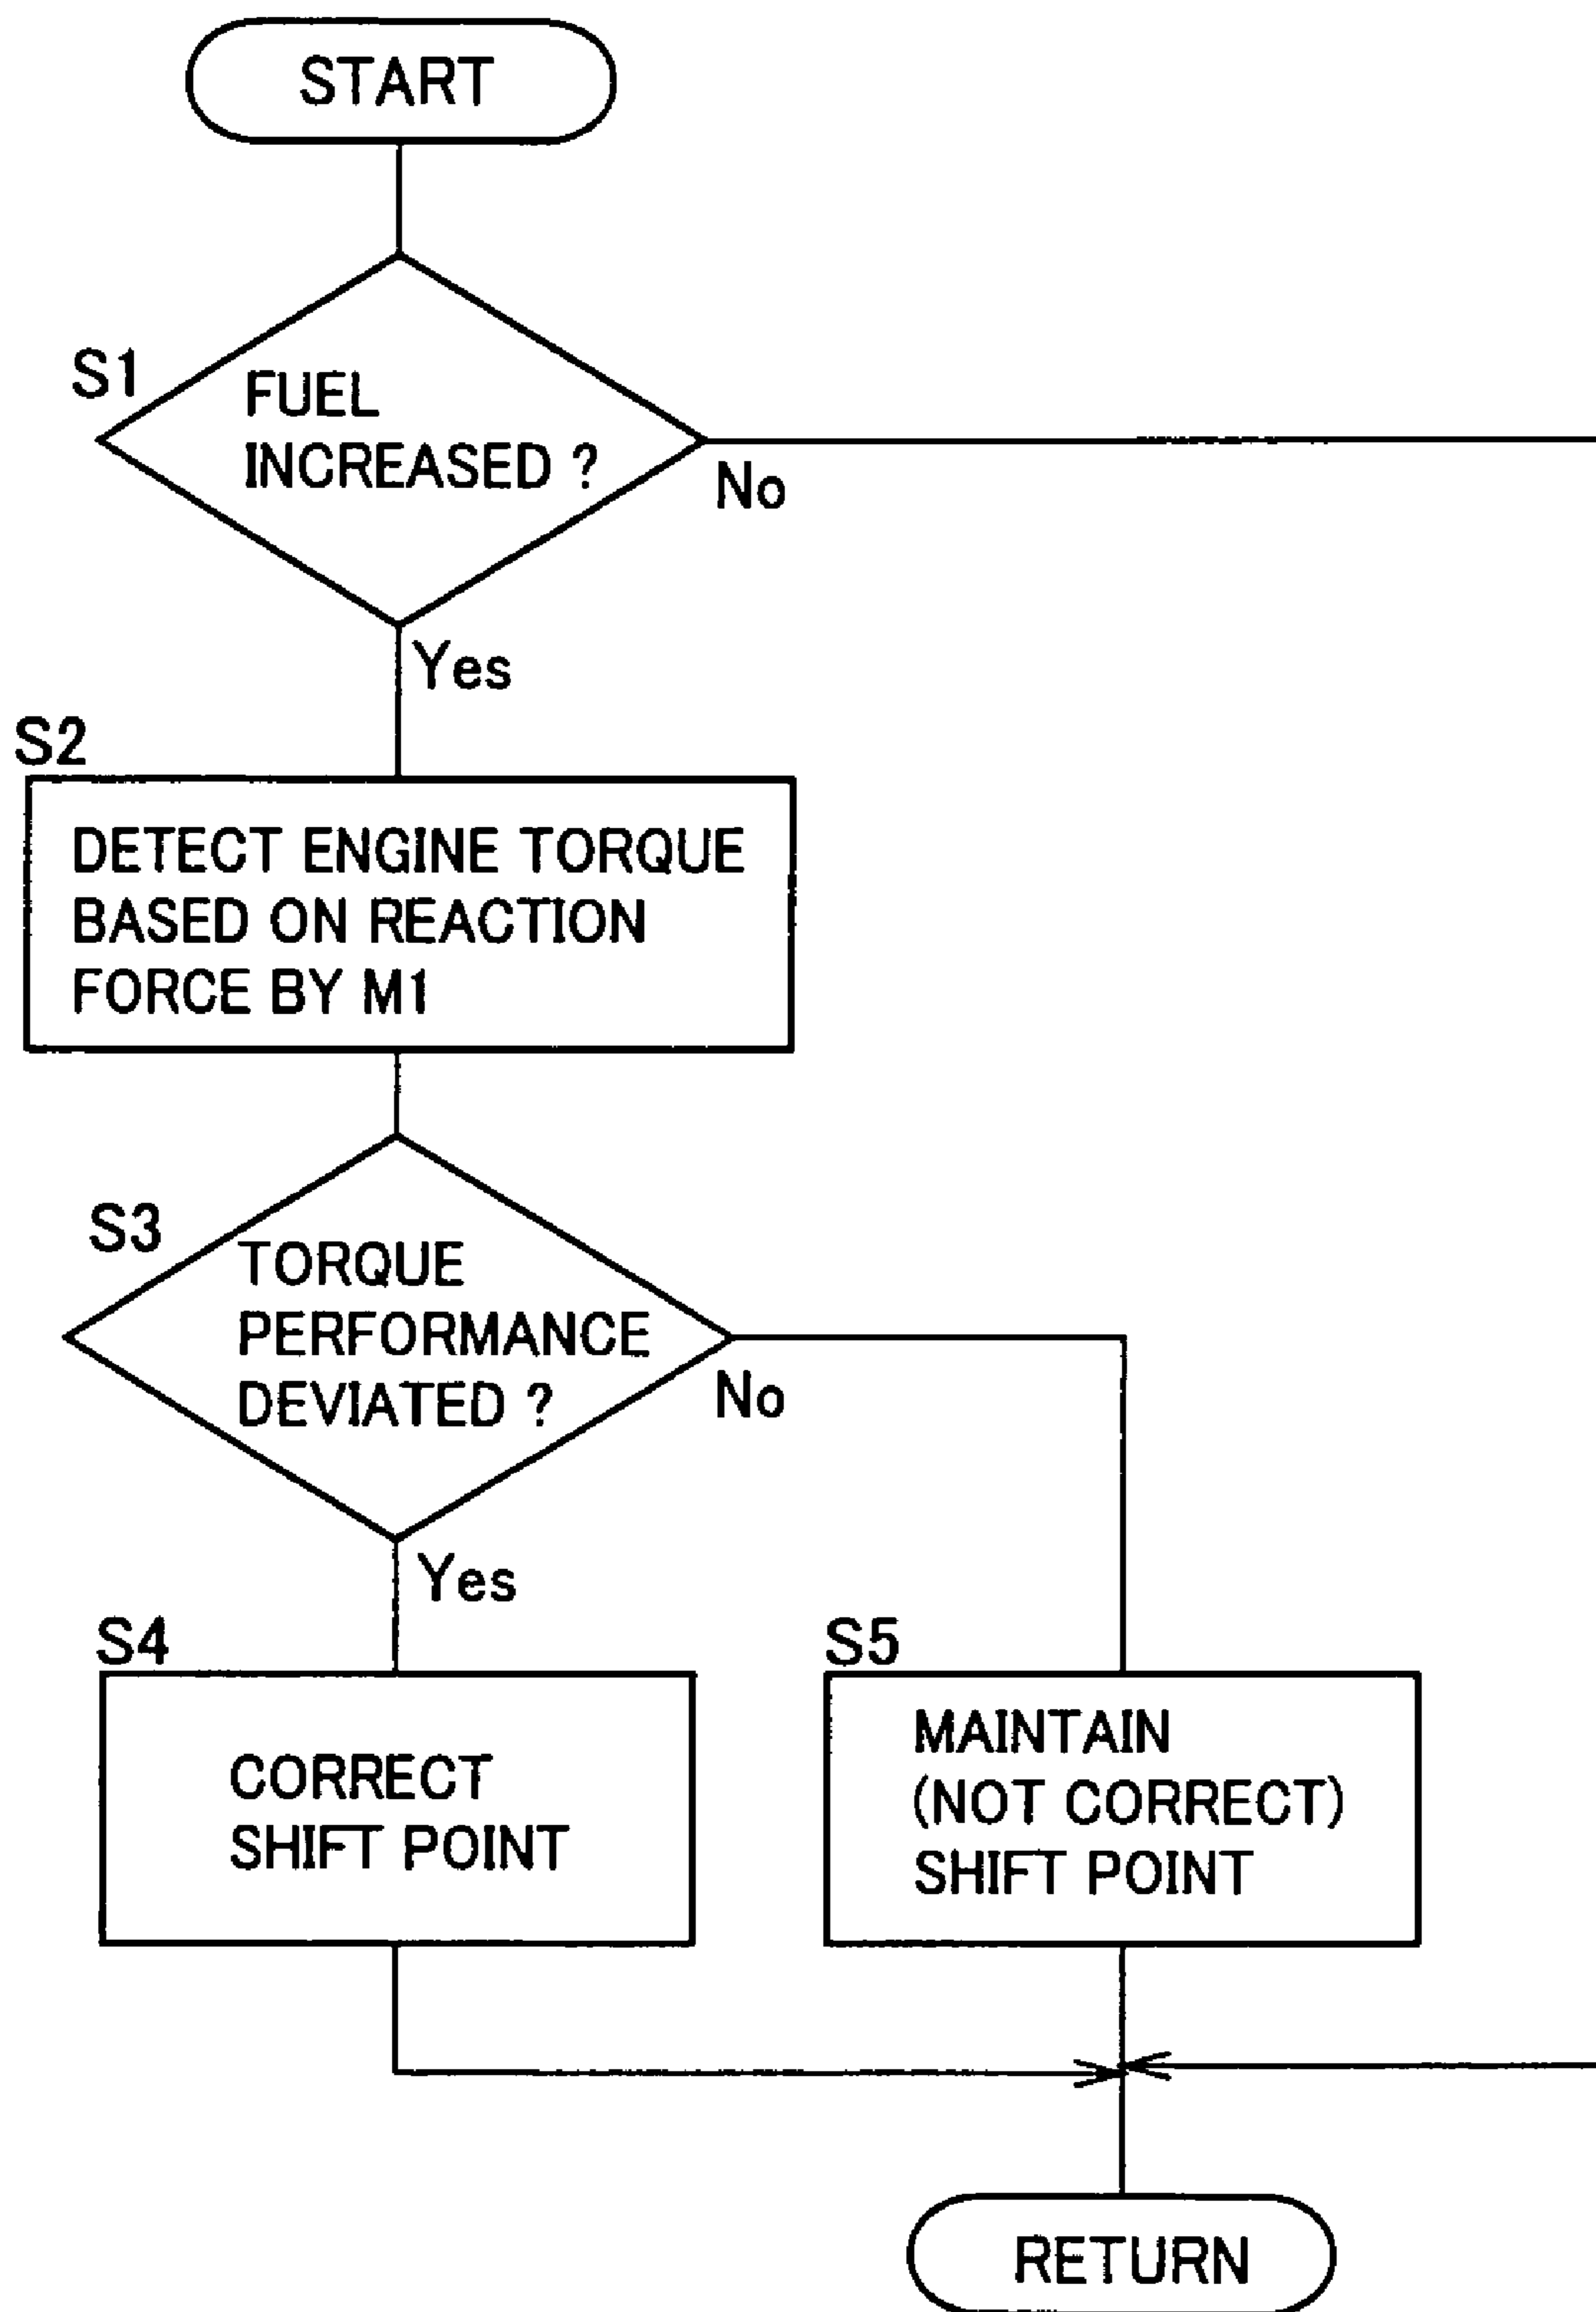 START
S1
FUEL
INCREASED ?
No
Yes
S2
DETECT ENGINE TORQUE
BASED ON REACTION
FORCE BY M1
S3
TORQUE
PERFORMANCE
DEVIATED ?
No
Yes
S4
CORRECT
SHIFT POINT
S5
MAINTAIN
(NOT CORRECT)
SHIFT POINT
RETURN